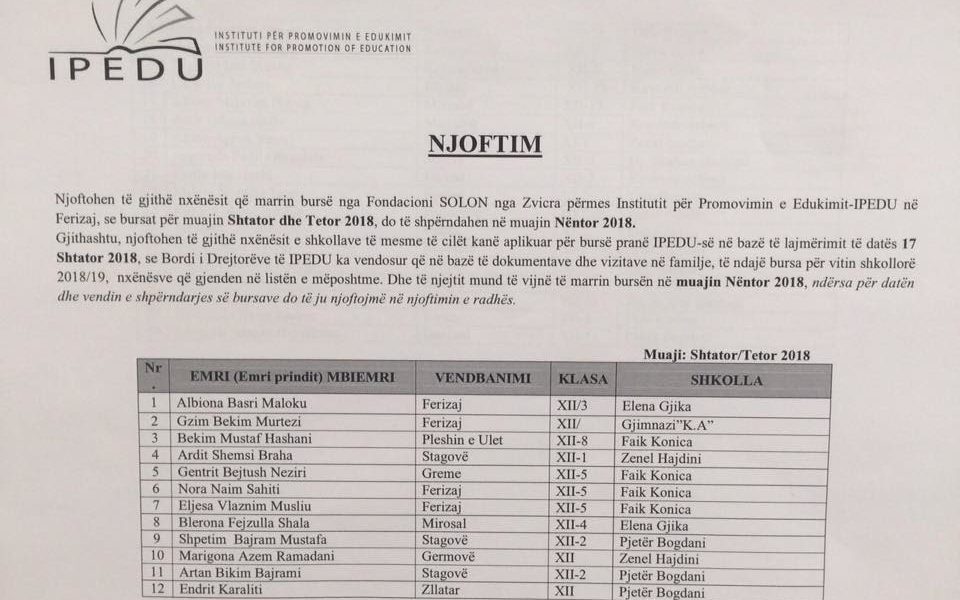 INSTITUTI PËR PROMOVIMIN E EDUKIMIT
INSTITUTE FOR PROMOTION OF EDUCATION
IPEDU
NJOFTIM
Njoftohen të gjithë nxënësit që marrin bursë nga Fondacioni SOLON nga Zvicra përmes Institutit për Promovimin e Edukimit-IPEDU në
Ferizaj, se bursat për muajin Shtator dhe Tetor 2018, do të shpërndahen në muajin Nëntor 2018.
Gjithashtu, njoftohen të gjithë nxënësit e shkollave të mesme të cilët kanë aplikuar për bursë pranë IPEDU-së në bazë të lajmërimit të datës 17
Shtator 2018, se Bordi i Drejtorëve të IPEDU ka vendosur që në bazë të dokumentave dhe vizitave në familje, të ndajë bursa për vitin shkollorë
2018/19, nxënësve që gjenden në listën e mëposhtme. Dhe të njejtit mund të vijnë të marrin bursën në muajin Nëntor 2018, ndërsa për datën
dhe vendin e shpërndarjes së bursave do të ju njoftojmë në njoftimin e radhës.
Muaji: Shtator/Tetor 2018
Nr. EMRI (Emri prindit) MBIEMRI VENDBANIMI KLASA SHKOLLA
1 Albiona Basri Maloku Ferizaj XII/3 Elena Gjika
2 Gzim Bekim Murtezi Ferizaj XII/ Gjimnazi"K.A"
3 Bekim Mustaf Hashani Pleshin e Ulet XII-8 Faik Konica
4 Ardit Shemsi Braha Stagovë XII-1 Zenel Hajdini
5 Gentrit Bejtush Neziri Greme XII-5 Faik Konica
6 Nora Naim Sahiti Ferizaj XII-5 Faik Konica
7 Eljesa Vlaznim Musliu Ferizaj XII-5 Faik Konica
8 Blerona Fejzulla Shala Mirosal XII-4 Elena Gjika
9 Shpetim Bajram Mustafa Stagovë XII-2 Pjetër Bogdani
10 Marigona Azem Ramadani Germovë XII Zenel Hajdini
11 Artan Bikim Bajrami Stagovë XII-2 Pjetër Bogdani
12 Endrit Karaliti Zllatar XII Pjetër Bogdani